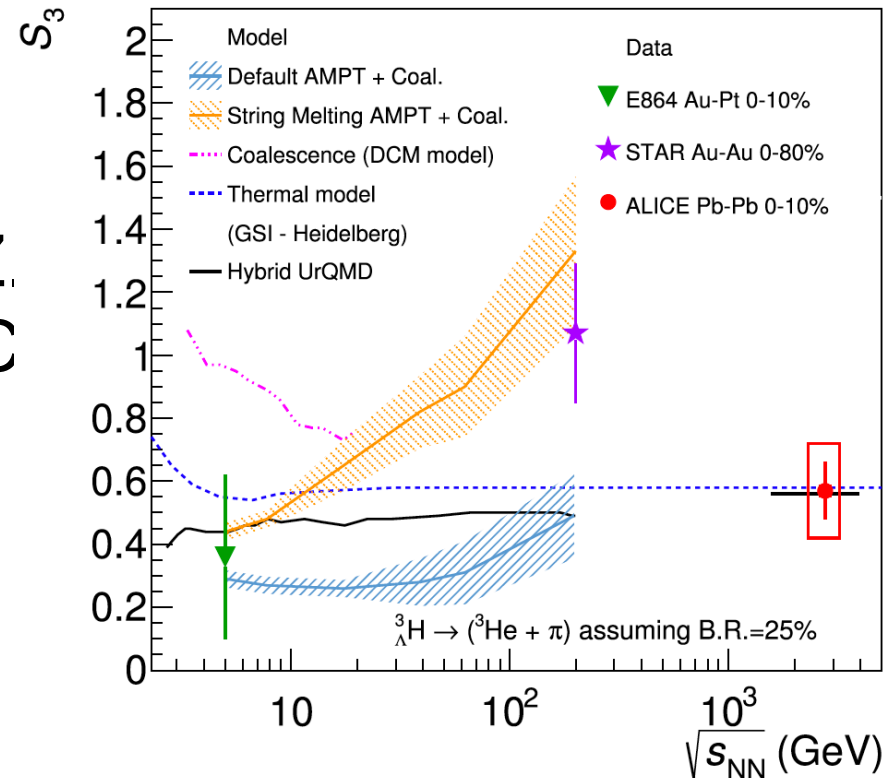 S₃
2
1.8
1.6
1.4
1.2
1
0.8
0.6
0.4
0.2
0
Model
Default AMPT + Coal.
String Melting AMPT + Coal.
Coalescence (DCM model)
Thermal model
(GSI - Heidelberg)
Hybrid UrQMD
Data
E864 Au-Pt 0-10%
STAR Au-Au 0-80%
ALICE Pb-Pb 0-10%
³ΛH → (³He + π) assuming B.R.=25%
10 10² 10³
√sNN (GeV)